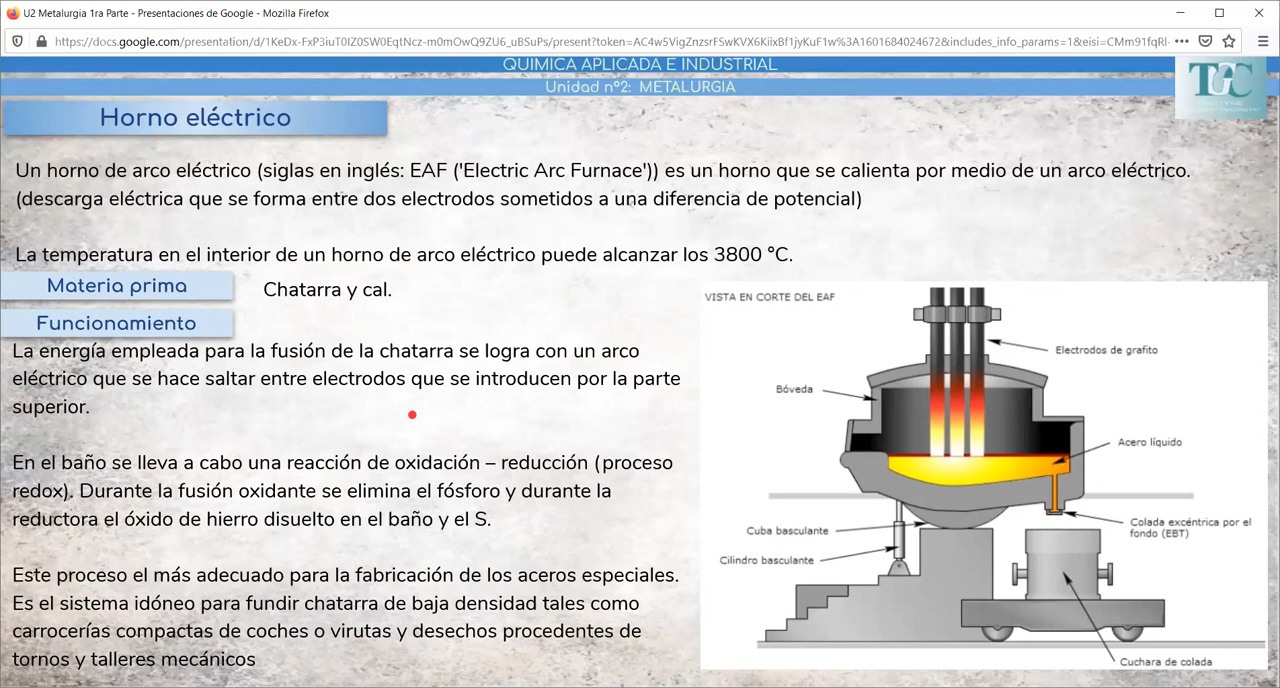 U2 Metalurgia 1ra Parte - Presentaciones de Google - Mozilla Firefox
https://docs.google.com/presentation/d/1KeDx-FxP3iuT0IZ0SW0EqtNcz-m0mOwQ9ZU6_uBSuPs/present?token=AC4w5VigZnzsrFSwKVX6KiixBf1jyKuF1w%3A1601684024672&includes_info_params=1&eisi=CMm91fqRl-
QUIMICA APLICADA E INDUSTRIAL
Unidad nº2: METALURGIA
TGC
Horno eléctrico
Un horno de arco eléctrico (siglas en inglés: EAF ('Electric Arc Furnace')) es un horno que se calienta por medio de un arco eléctrico.
(descarga eléctrica que se forma entre dos electrodos sometidos a una diferencia de potencial)
La temperatura en el interior de un horno de arco eléctrico puede alcanzar los 3800 °C.
Materia prima
Chatarra y cal.
Funcionamiento
La energía empleada para la fusión de la chatarra se logra con un arco
eléctrico que se hace saltar entre electrodos que se introducen por la parte
superior.
En el baño se lleva a cabo una reacción de oxidación – reducción (proceso
redox). Durante la fusión oxidante se elimina el fósforo y durante la
reductora el óxido de hierro disuelto en el baño y el S.
Este proceso el más adecuado para la fabricación de los aceros especiales.
Es el sistema idóneo para fundir chatarra de baja densidad tales como
carrocerías compactas de coches o virutas y desechos procedentes de
tornos y talleres mecánicos
VISTA EN CORTE DEL EAF
Electrodos de grafito
Bóveda
Acero líquido
Colada excéntrica por el
fondo (EBT)
Cuba basculante
Cilindro basculante
Cuchara de colada